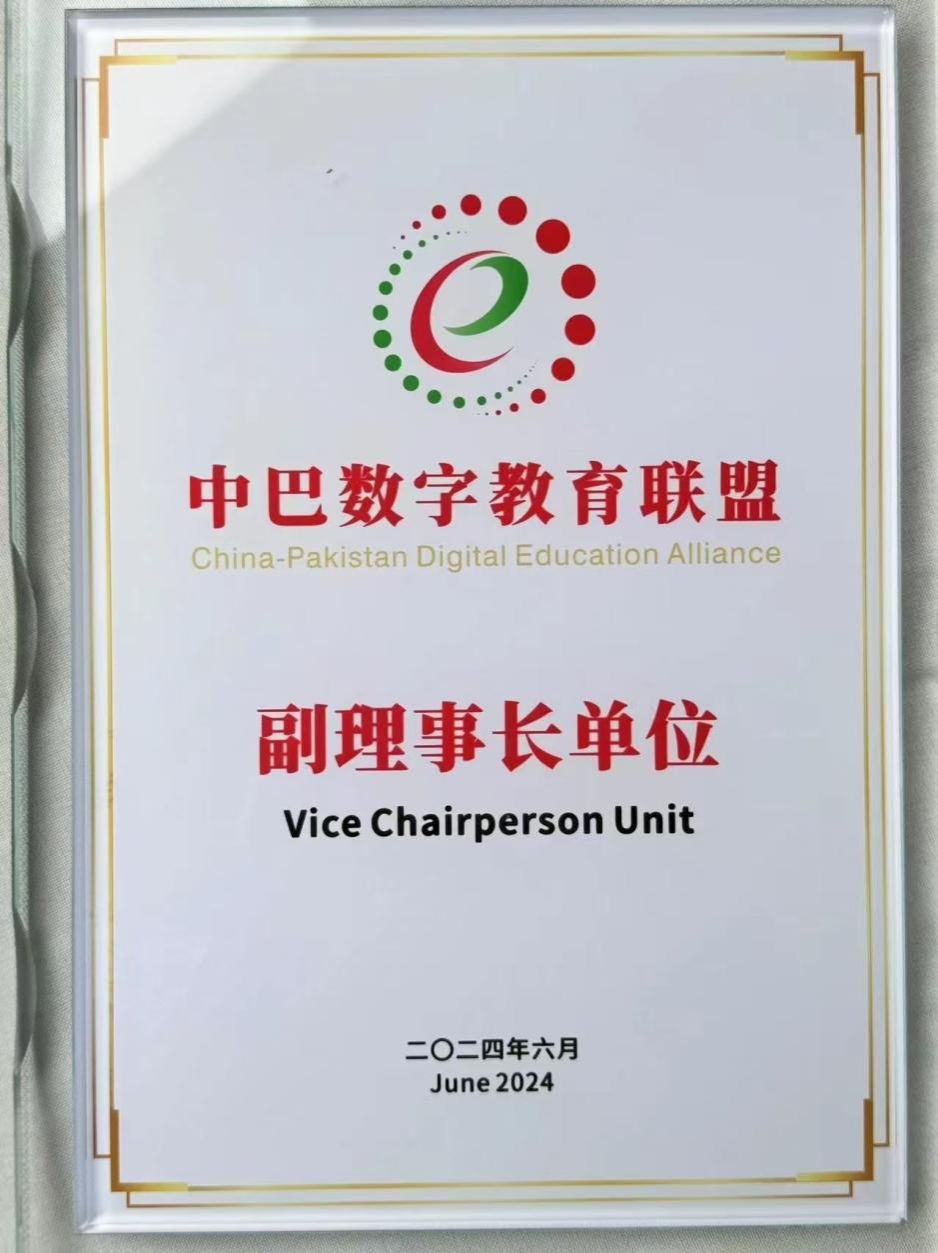 中巴数字教育联盟
China-Pakistan Digital Education Alliance
副理事长单位
Vice Chairperson Unit
二〇二四年六月
June 2024